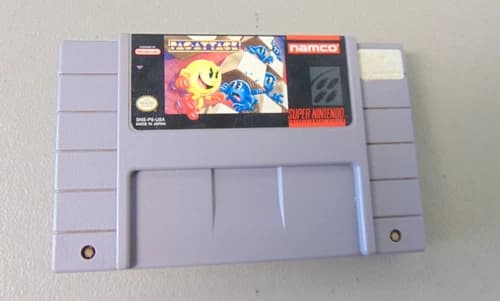 PAC-ATTACK
namco
SNS-P6-USA
MADE IN JAPAN
SUPER NINTENDO